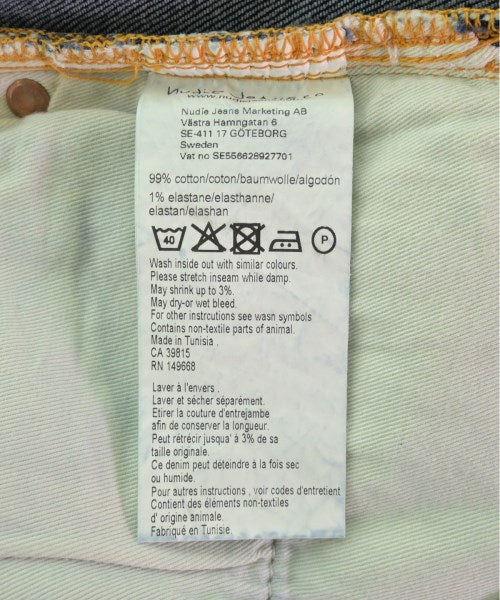 Nudie Jeans co
Nudie Jeans Marketing AB
Västra Hamngatan 6
SE-411 17 GÖTEBORG
Sweden
Vat no SE556628927701
99% cotton/coton/baumwolle/algodón
1% elastane/elasthanne/
elastan/elashan
40 P
Wash inside out with similar colours.
Please stretch inseam while damp.
May shrink up to 3%.
May dry-or wet bleed.
For other instrcutions see wasn symbols
Contains non-textile parts of animal.
Made in Tunisia .
CA 39815
RN 149668
Laver à l'envers .
Laver et sécher séparément.
Etirer la couture d'entrejambe
afin de conserver la longueur.
Peut rétrécir jusqu' à 3% de sa
taille originale.
Ce denim peut déteindre à la fois sec
ou humide.
Pour autres instructions , voir codes d'entretient
Contient des éléments non-textiles
d' origine animale.
Fabriqué en Tunisie.